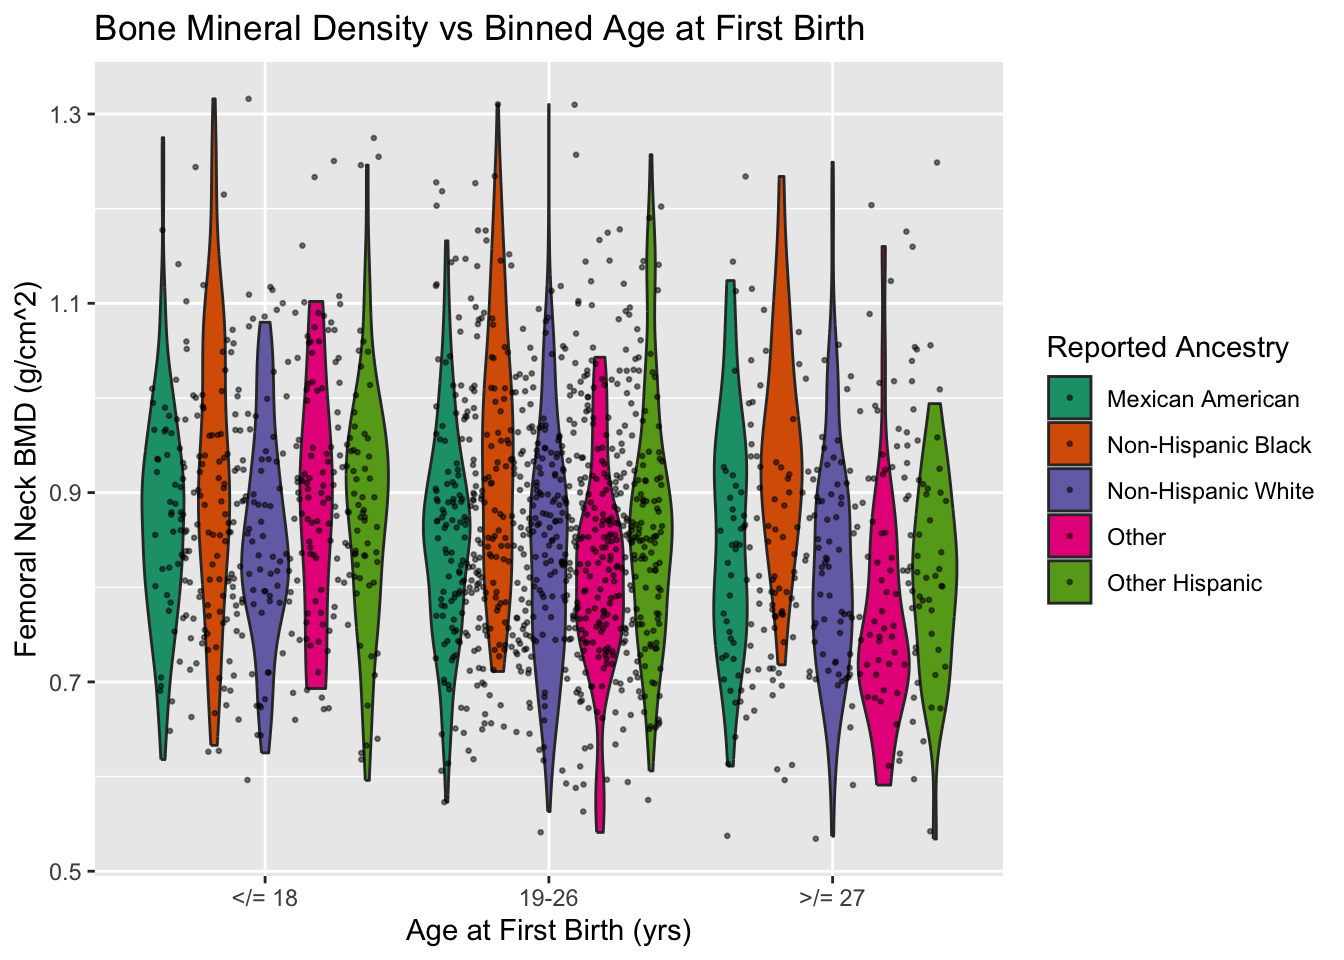 Bone Mineral Density vs Binned Age at First Birth
Femoral Neck BMD (g/cm^2)
1.3
1.1
0.9
0.7
0.5
</= 18
19-26
>/= 27
Age at First Birth (yrs)
Reported Ancestry
Mexican American
Non-Hispanic Black
Non-Hispanic White
Other
Other Hispanic